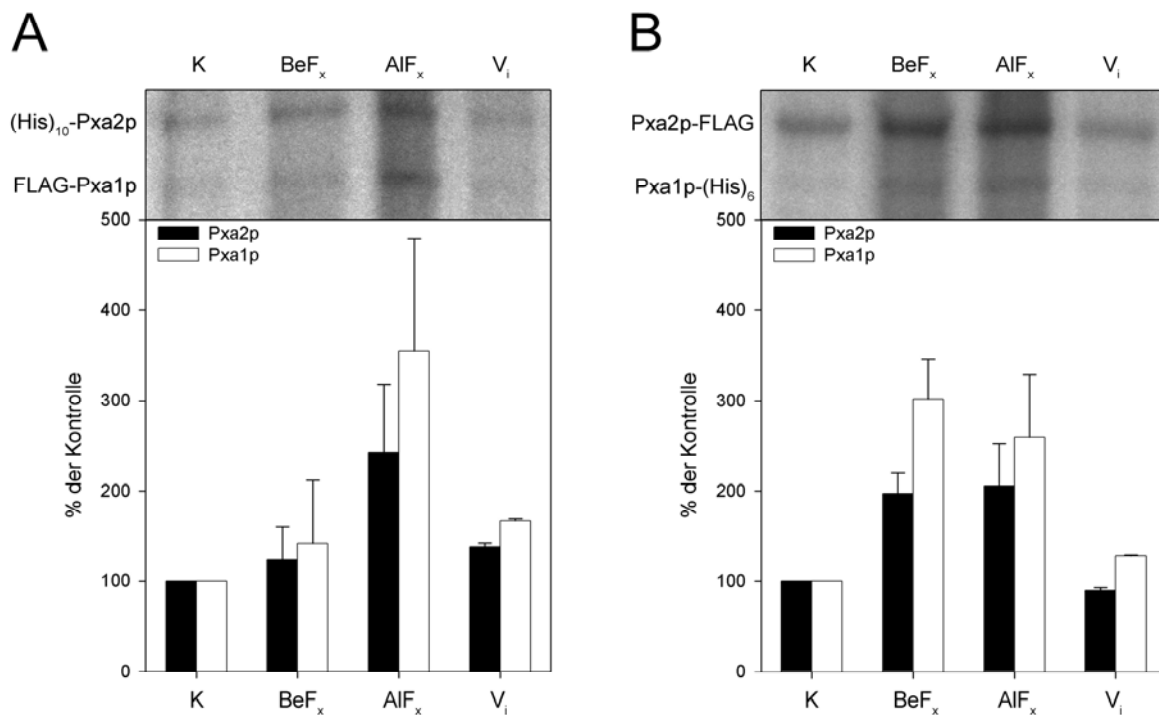 A
K BeFₓ AlFₓ Vᵢ
(His)₁₀-Pxa2p
FLAG-Pxa1p
500
Pxa2p
Pxa1p
400
300
200
100
0
% der Kontrolle
K BeFₓ AlFₓ Vᵢ
B
K BeFₓ AlFₓ Vᵢ
Pxa2p-FLAG
Pxa1p-(His)₆
500
Pxa2p
Pxa1p
400
300
200
100
0
% der Kontrolle
K BeFₓ AlFₓ Vᵢ